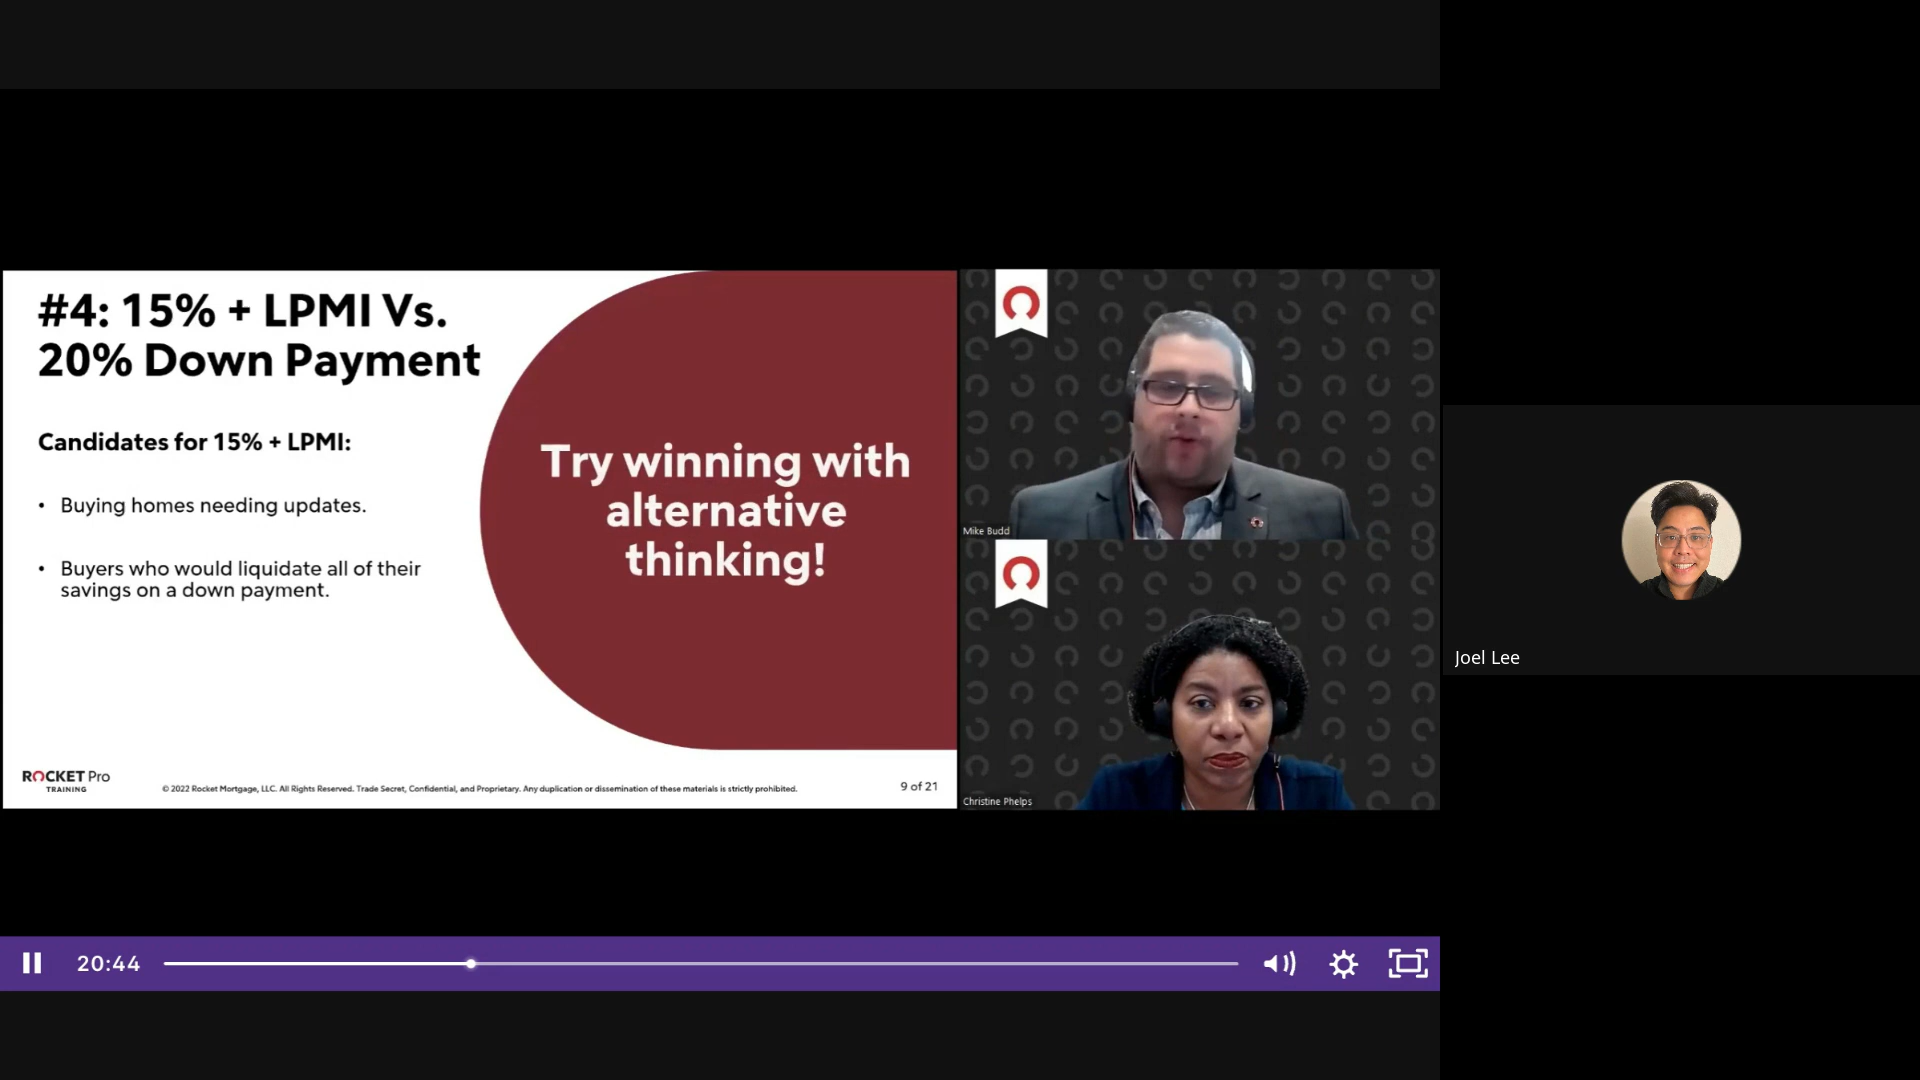 #4: 15% + LPMI Vs.
20% Down Payment
Candidates for 15% + LPMI:
• Buying homes needing updates.
• Buyers who would liquidate all of their
savings on a down payment.
Try winning with
alternative
thinking!
ROCKET Pro
TRAINING
© 2022 Rocket Mortgage, LLC. All Rights Reserved. Trade Secret, Confidential, and Proprietary. Any duplication or dissemination of these materials is strictly prohibited.
9 of 21
Mike Budd
Christine Phelps
Joel Lee
20:44